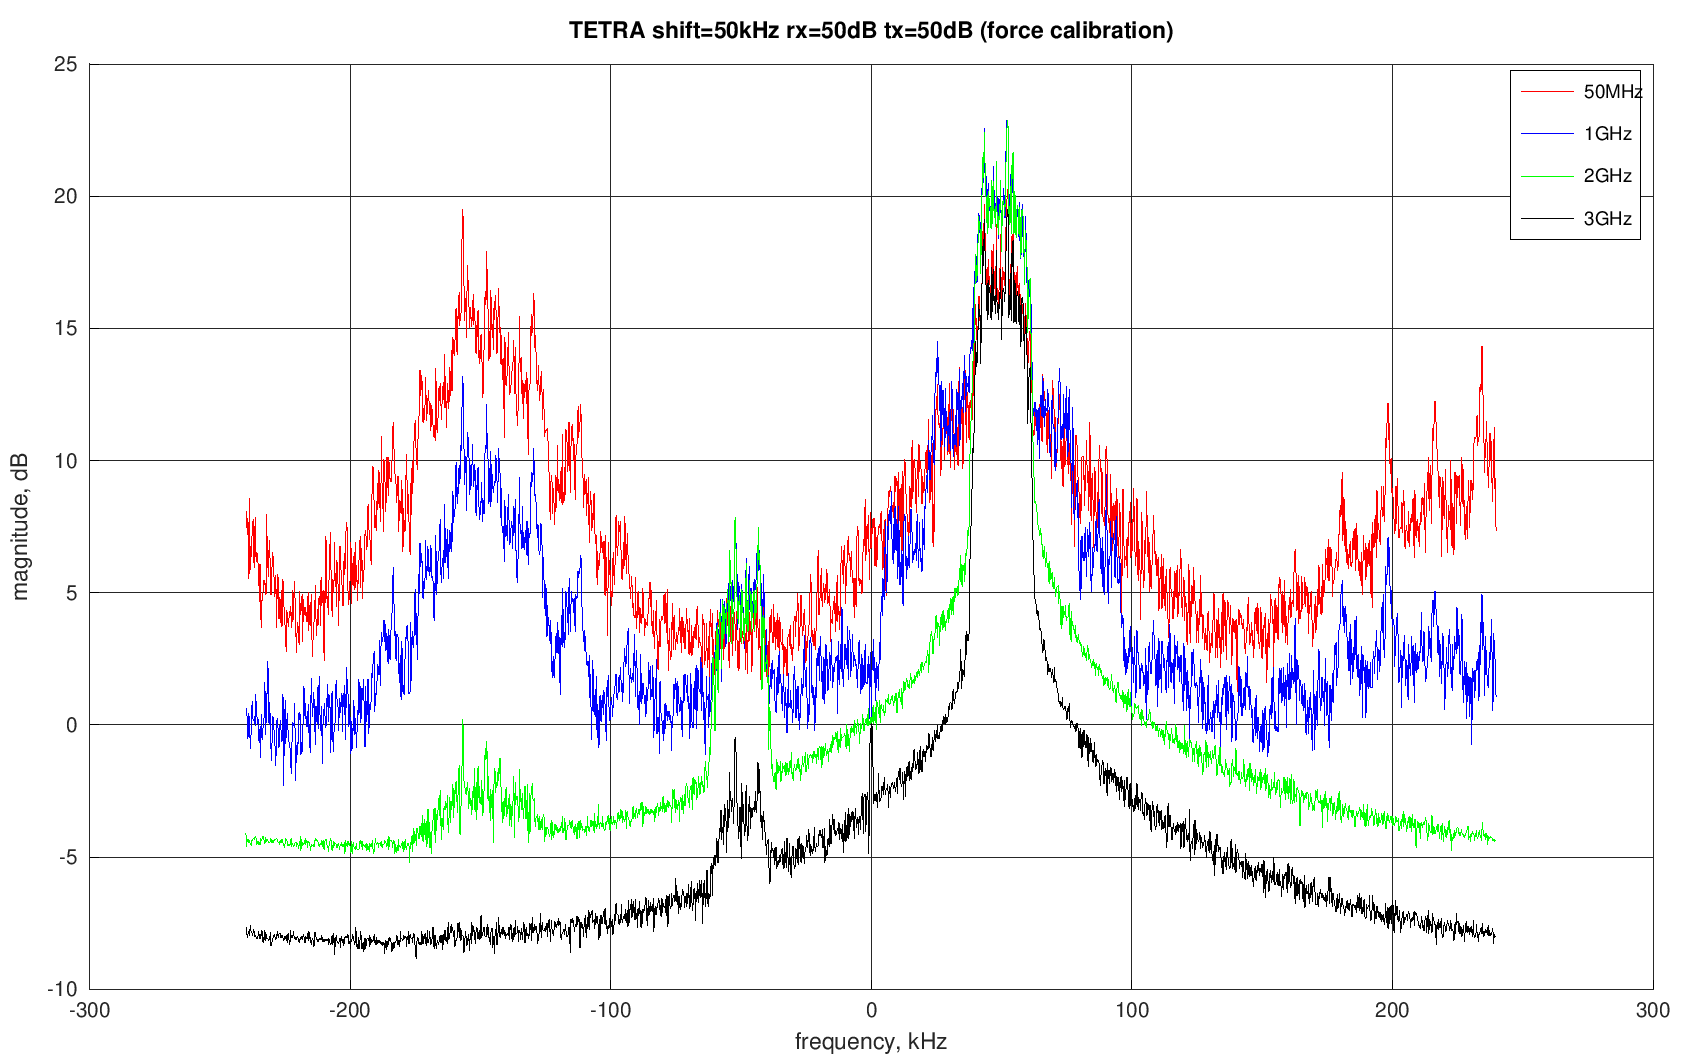 TETRA shift=50kHz rx=50dB tx=50dB (force calibration)
25
20
15
10
5
0
-5
-10
magnitude, dB
50MHz
1GHz
2GHz
3GHz
-300
-200
-100
0
100
200
300
frequency, kHz